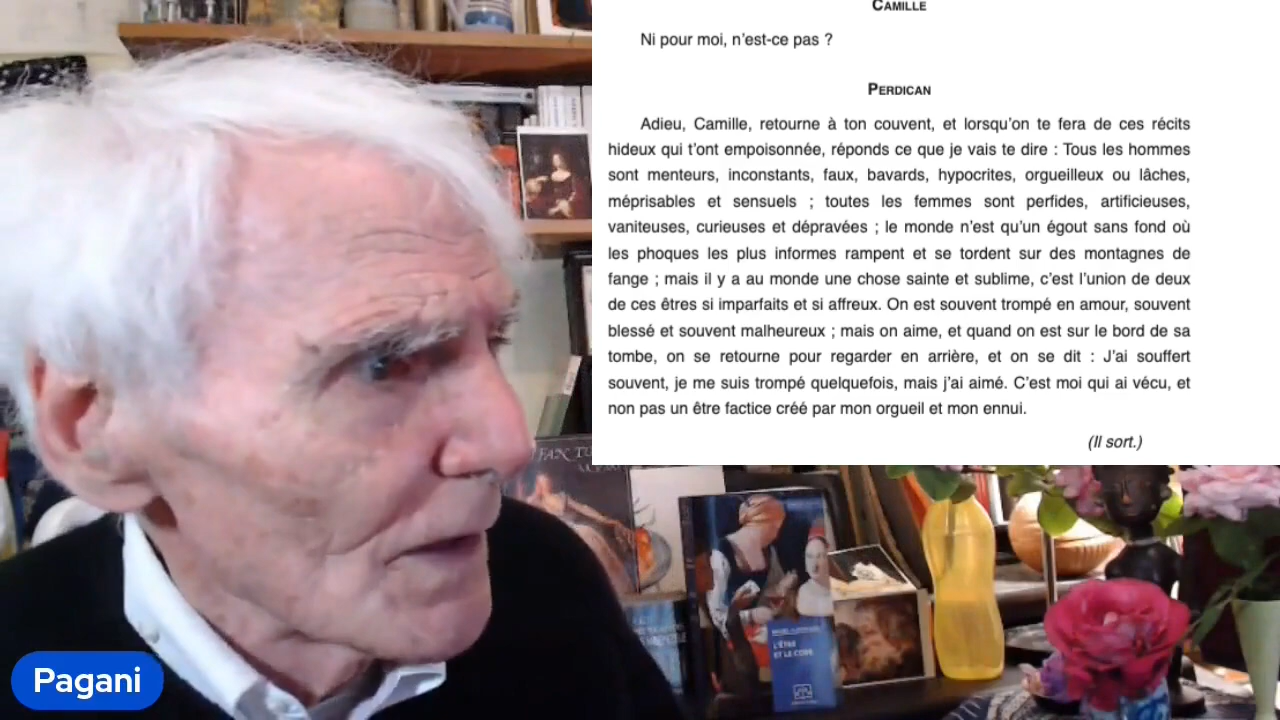 CAMILLE
Ni pour moi, n’est-ce pas ?
PERDICAN
Adieu, Camille, retourne à ton couvent, et lorsqu’on te fera de ces récits
hideux qui t’ont empoisonnée, réponds ce que je vais te dire : Tous les hommes
sont menteurs, inconstants, faux, bavards, hypocrites, orgueilleux ou lâches,
méprisables et sensuels ; toutes les femmes sont perfides, artificieuses,
vaniteuses, curieuses et dépravées ; le monde n’est qu’un égout sans fond où
les phoques les plus informes rampent et se tordent sur des montagnes de
fange ; mais il y a au monde une chose sainte et sublime, c’est l’union de deux
de ces êtres si imparfaits et si affreux. On est souvent trompé en amour, souvent
blessé et souvent malheureux ; mais on aime, et quand on est sur le bord de sa
tombe, on se retourne pour regarder en arrière, et on se dit : J’ai souffert
souvent, je me suis trompé quelquefois, mais j’ai aimé. C’est moi qui ai vécu, et
non pas un être factice créé par mon orgueil et mon ennui.
(Il sort.)
L'ÊTRE
ET LE CODE
Pagani